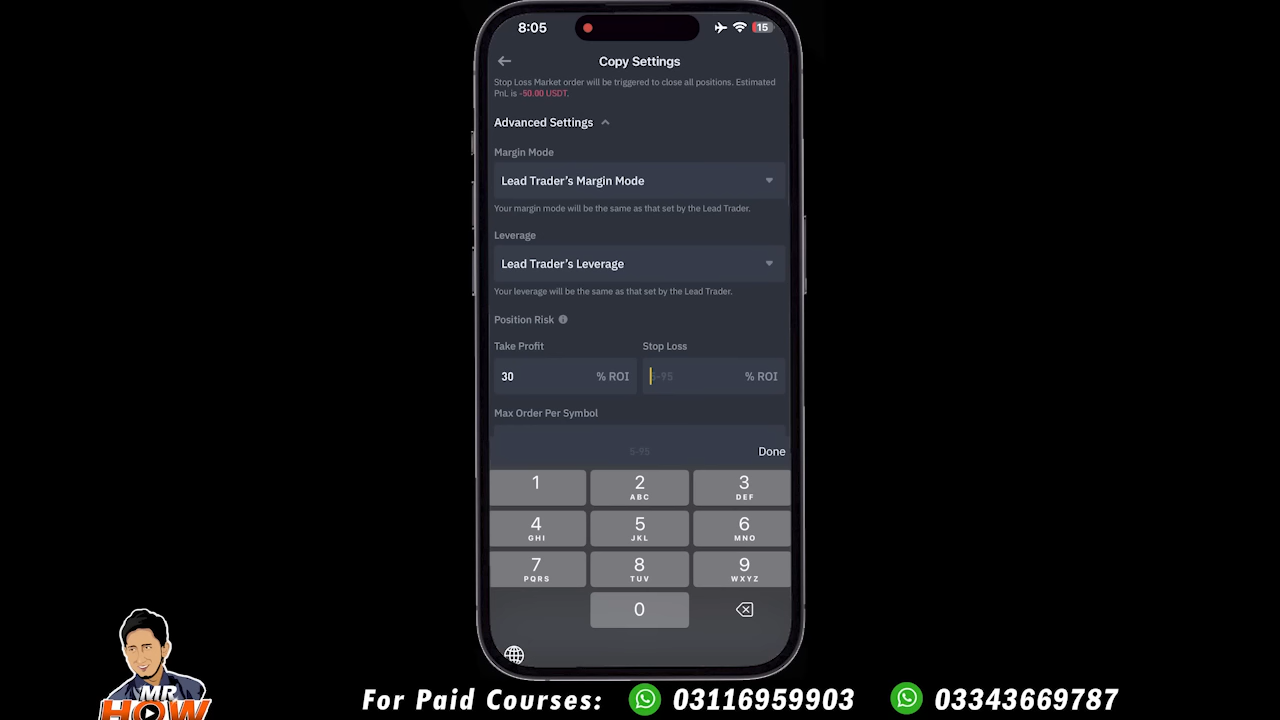 8:05
15
Copy Settings
Stop Loss Market order will be triggered to close all positions. Estimated
PnL is -50.00 USDT.
Advanced Settings
Margin Mode
Lead Trader's Margin Mode
Your margin mode will be the same as that set by the Lead Trader.
Leverage
Lead Trader's Leverage
Your leverage will be the same as that set by the Lead Trader.
Position Risk
Take Profit Stop Loss
30 % ROI 5-95 % ROI
Max Order Per Symbol
5-95 Done
1 2 3
ABC DEF
4 5 6
GHI JKL MNO
7 8 9
PQRS TUV WXYZ
0
MR
HOW
For Paid Courses: 03116959903 03343669787